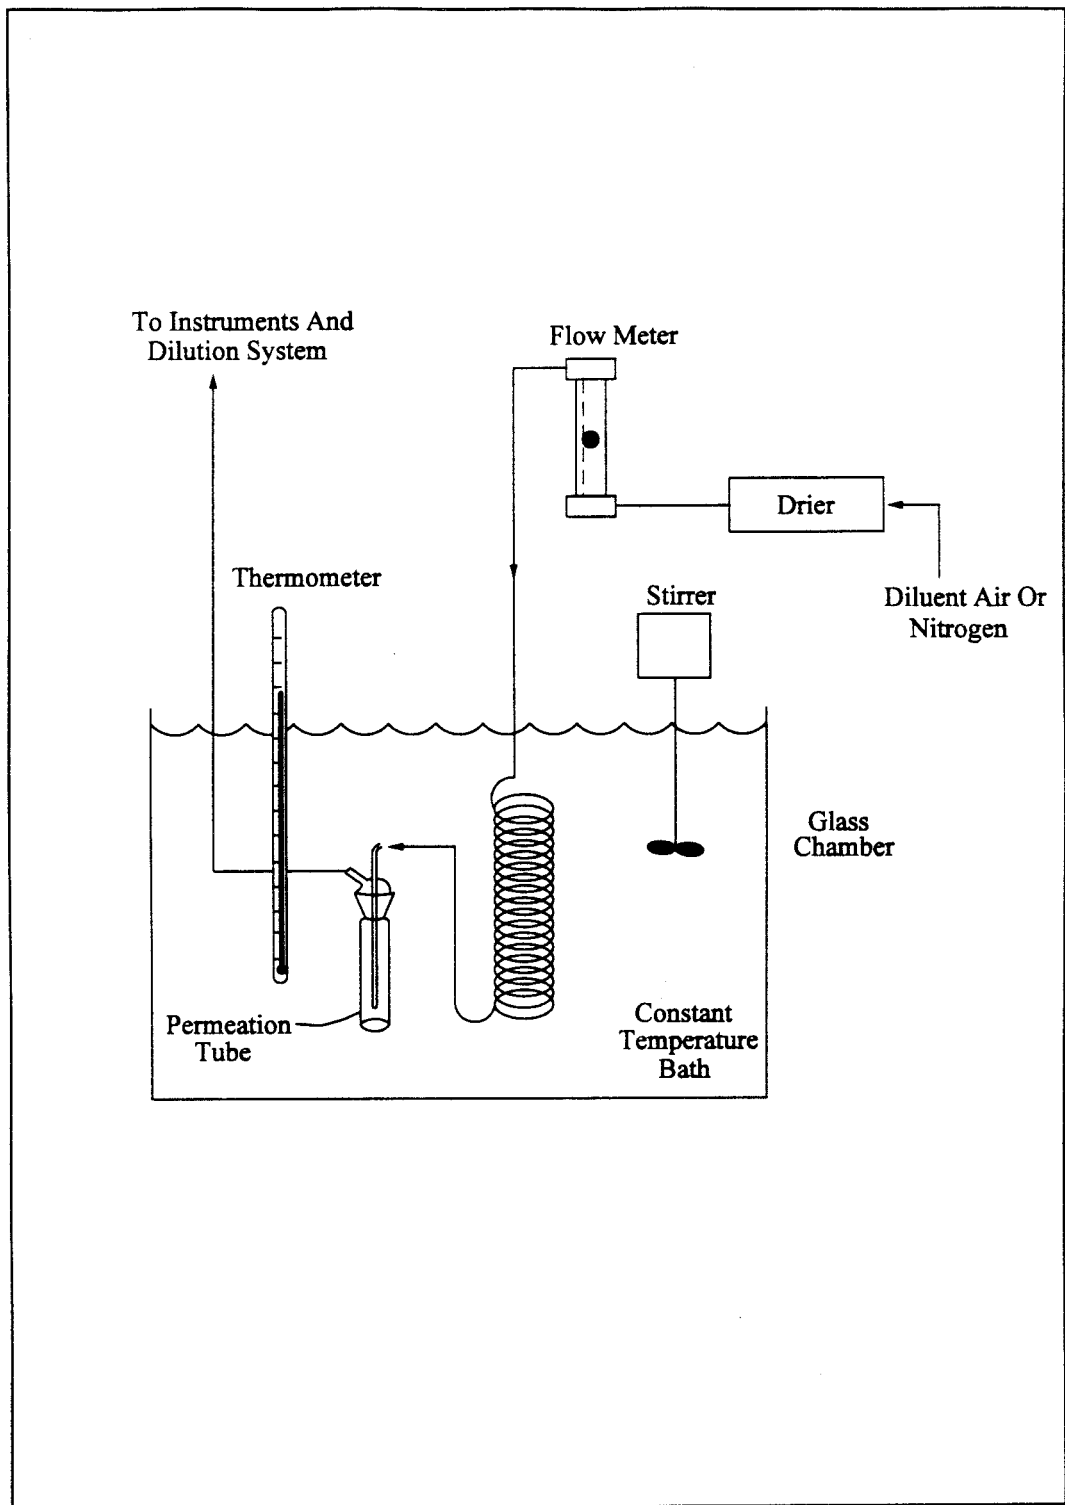 To Instruments And
Dilution System
Flow Meter
Drier
Thermometer
Stirrer
Diluent Air Or
Nitrogen
Glass
Chamber
Permeation
Tube
Constant
Temperature
Bath